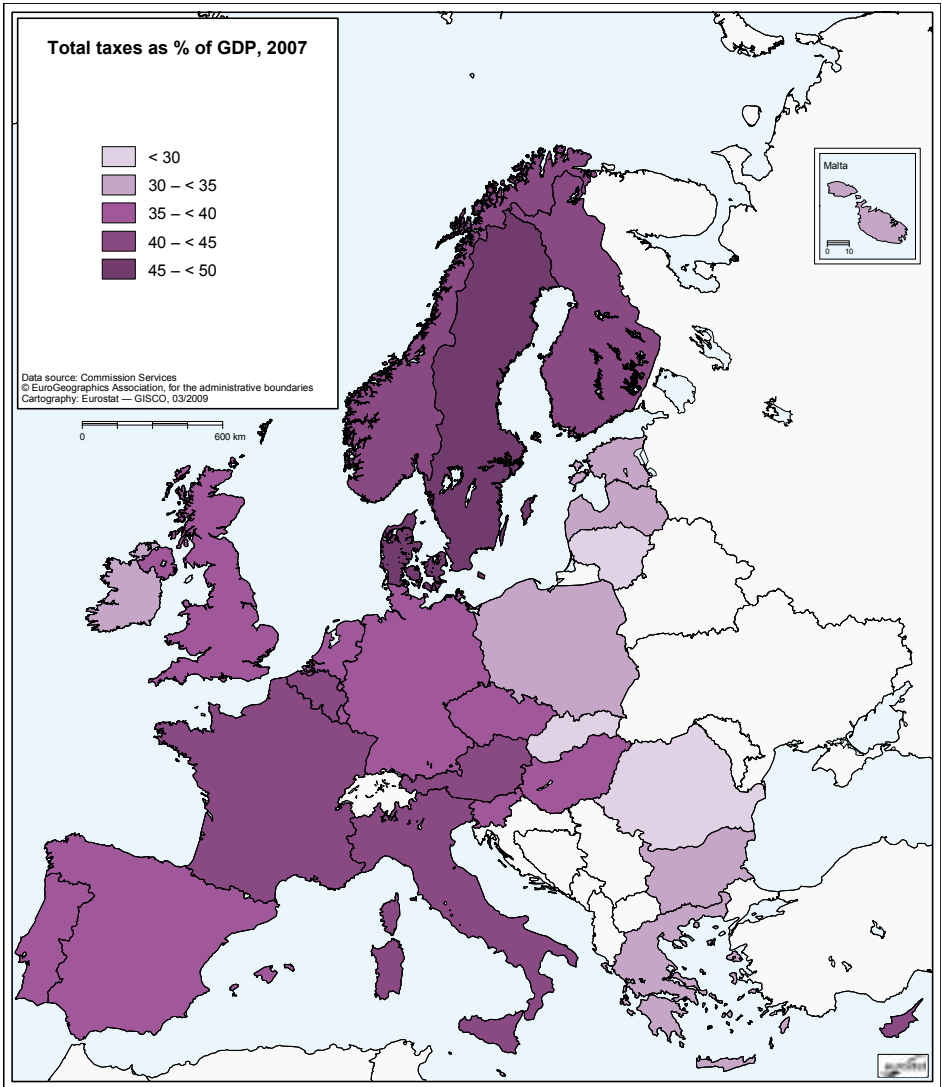 Total taxes as % of GDP, 2007
< 30
30 – < 35
35 – < 40
40 – < 45
45 – < 50
Data source: Commission Services
© EuroGeographics Association, for the administrative boundaries
Cartography: Eurostat — GISCO, 03/2009
0 600 km
Malta
0 10